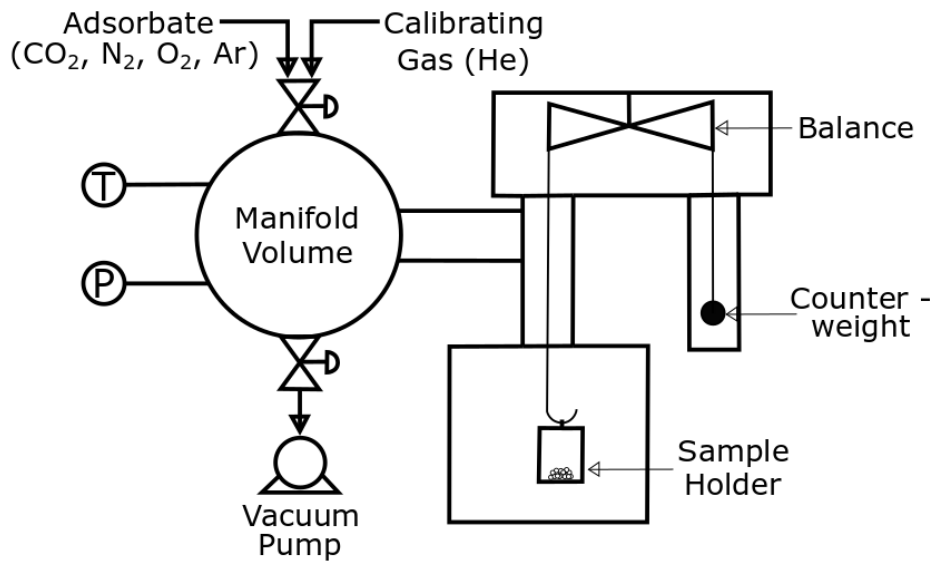 Adsorbate
(CO₂, N₂, O₂, Ar)
Calibrating
Gas (He)
Balance
T
Manifold
Volume
P
Counter -
weight
Sample
Holder
Vacuum
Pump